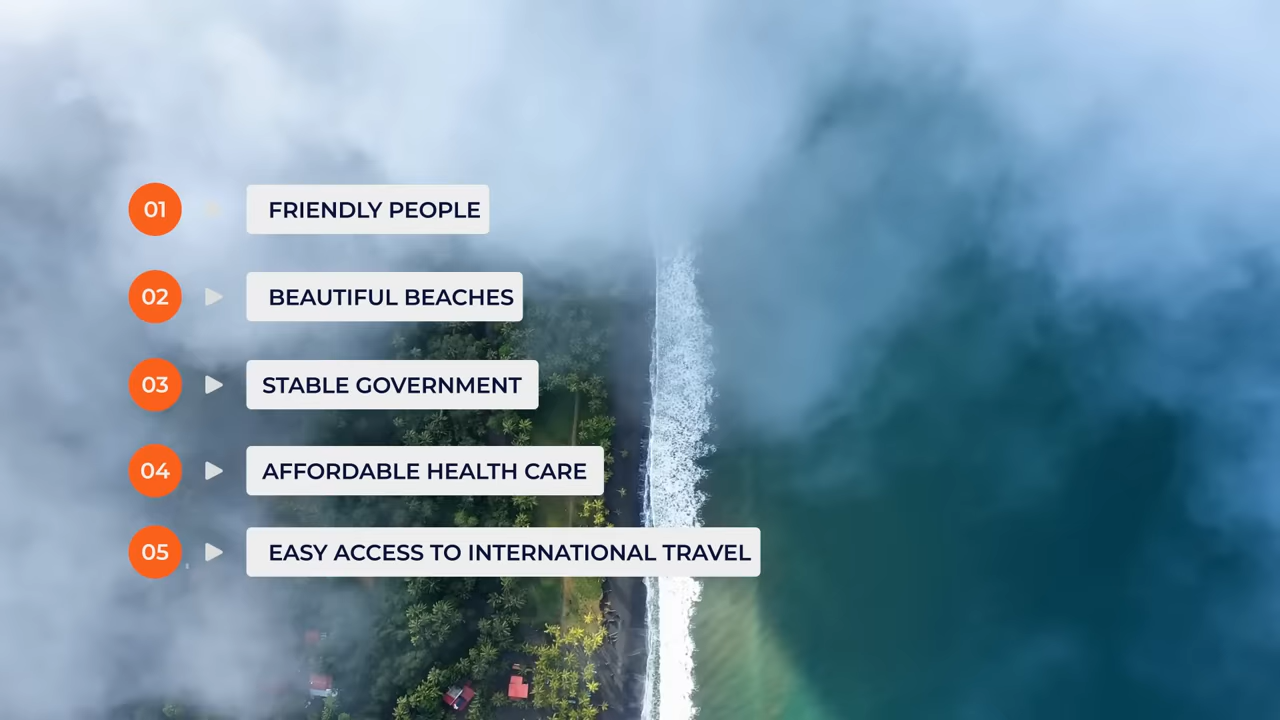 01 FRIENDLY PEOPLE
02 BEAUTIFUL BEACHES
03 STABLE GOVERNMENT
04 AFFORDABLE HEALTH CARE
05 EASY ACCESS TO INTERNATIONAL TRAVEL